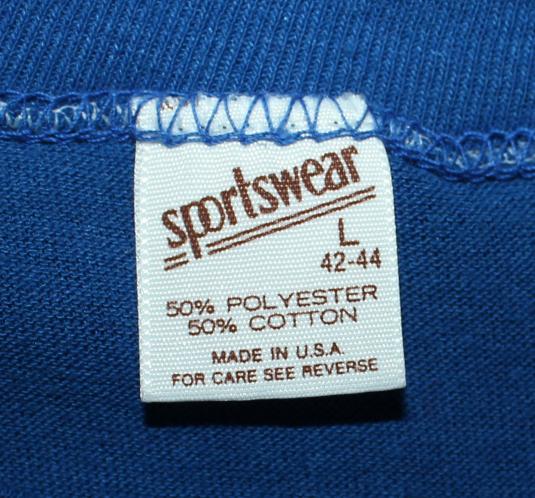 sportswear
L
42-44
50% POLYESTER
50% COTTON
MADE IN U.S.A.
FOR CARE SEE REVERSE